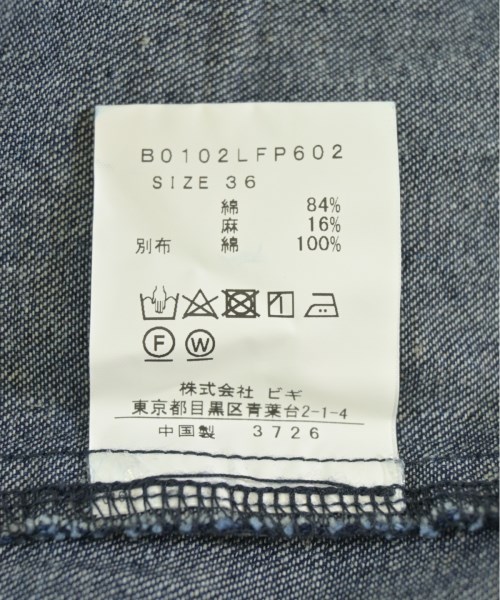 B0102LFP602
SIZE 36
綿 84%
麻 16%
別布 綿 100%
F W
株式会社 ビギ
東京都目黒区青葉台2-1-4
中国製 3726